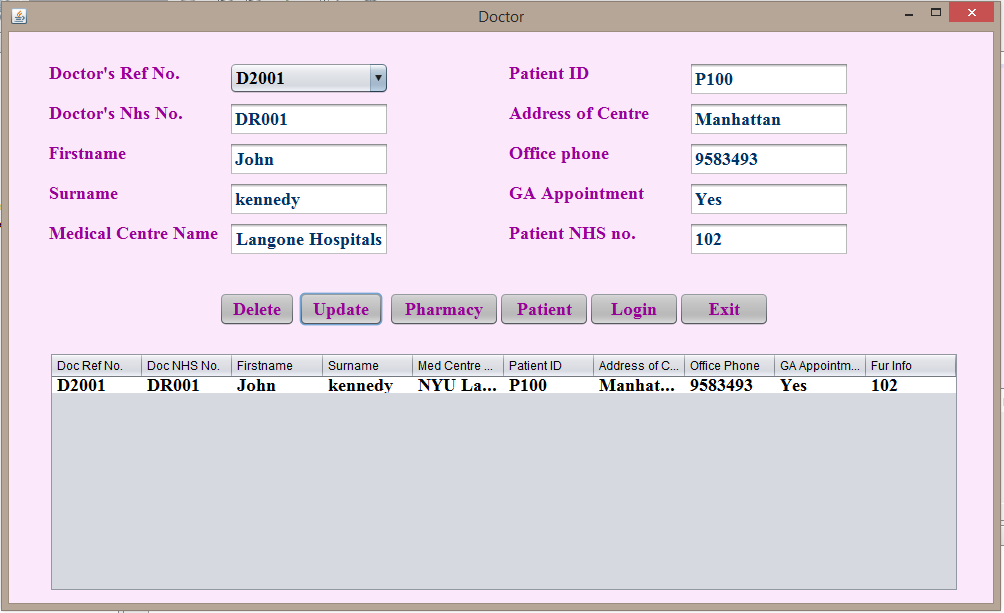 Doctor
Doctor's Ref No. D2001 Patient ID P100
Doctor's Nhs No. DR001 Address of Centre Manhattan
Firstname John Office phone 9583493
Surname kennedy GA Appointment Yes
Medical Centre Name Langone Hospitals Patient NHS no. 102
Delete Update Pharmacy Patient Login Exit
Doc Ref No. Doc NHS No. Firstname Surname Med Centre ... Patient ID Address of C... Office Phone GA Appointm... Fur Info
D2001 DR001 John kennedy NYU La... P100 Manhat... 9583493 Yes 102